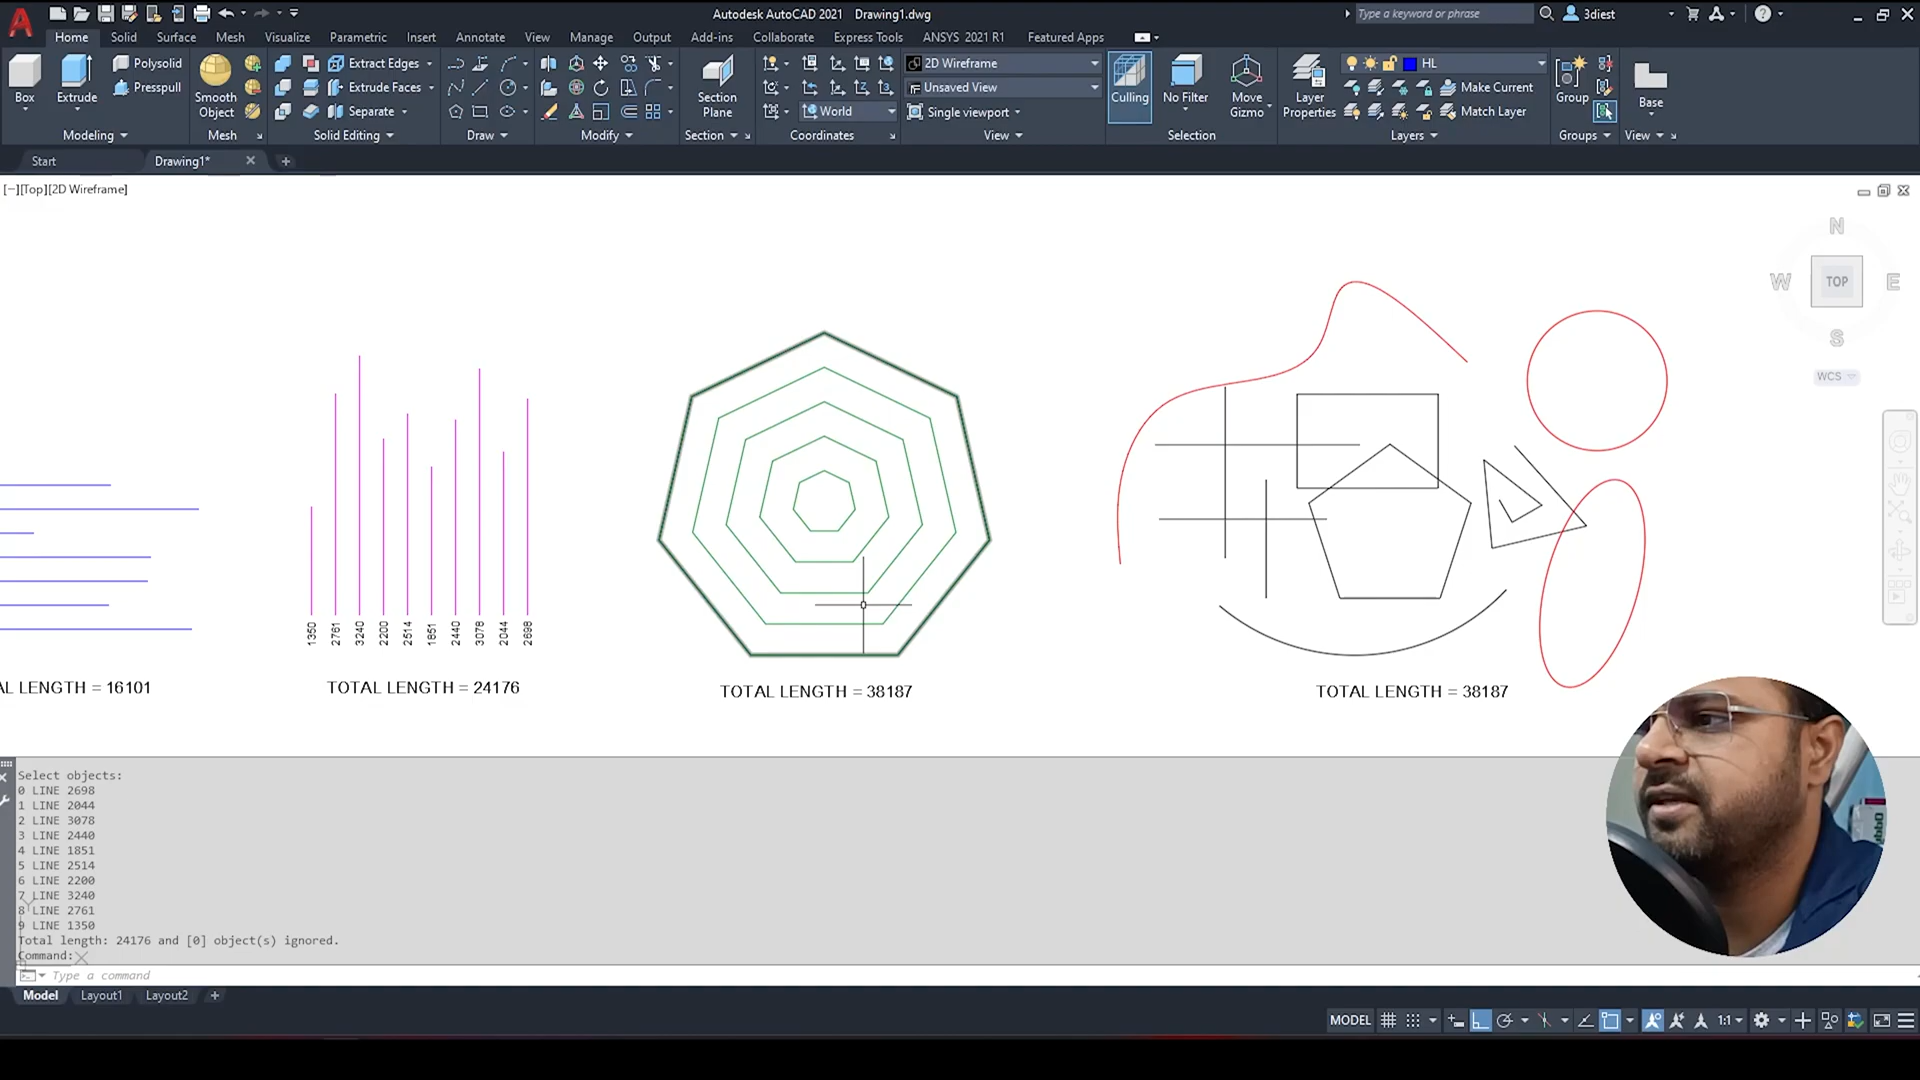 Autodesk AutoCAD 2021 Drawing1.dwg
Type a keyword or phrase
3diest
Home Solid Surface Mesh Visualize Parametric Insert Annotate View Manage Output Add-ins Collaborate Express Tools ANSYS 2021 R1 Featured Apps
Box
Extrude
Polysolid
Presspull
Smooth
Object
Extract Edges
Extrude Faces
Separate
Section
Plane
World
2D Wireframe
Unsaved View
Single viewport
Culling
No Filter
Move
Gizmo
Layer
Properties
HL
Make Current
Match Layer
Group
Base
Modeling Mesh Solid Editing Draw Modify Section Coordinates View Selection Layers Groups View
Start Drawing1*
[−][Top][2D Wireframe]
N
W TOP E
S
WCS
1350
2761
3240
2200
2514
1851
2440
3078
2044
2698
AL LENGTH = 16101
TOTAL LENGTH = 24176
TOTAL LENGTH = 38187
TOTAL LENGTH = 38187
Select objects:
0 LINE 2698
1 LINE 2044
2 LINE 3078
3 LINE 2440
4 LINE 1851
5 LINE 2514
6 LINE 2200
7 LINE 3240
8 LINE 2761
9 LINE 1350
Total length: 24176 and [0] object(s) ignored.
Command:
Type a command
Model Layout1 Layout2
MODEL 1:1